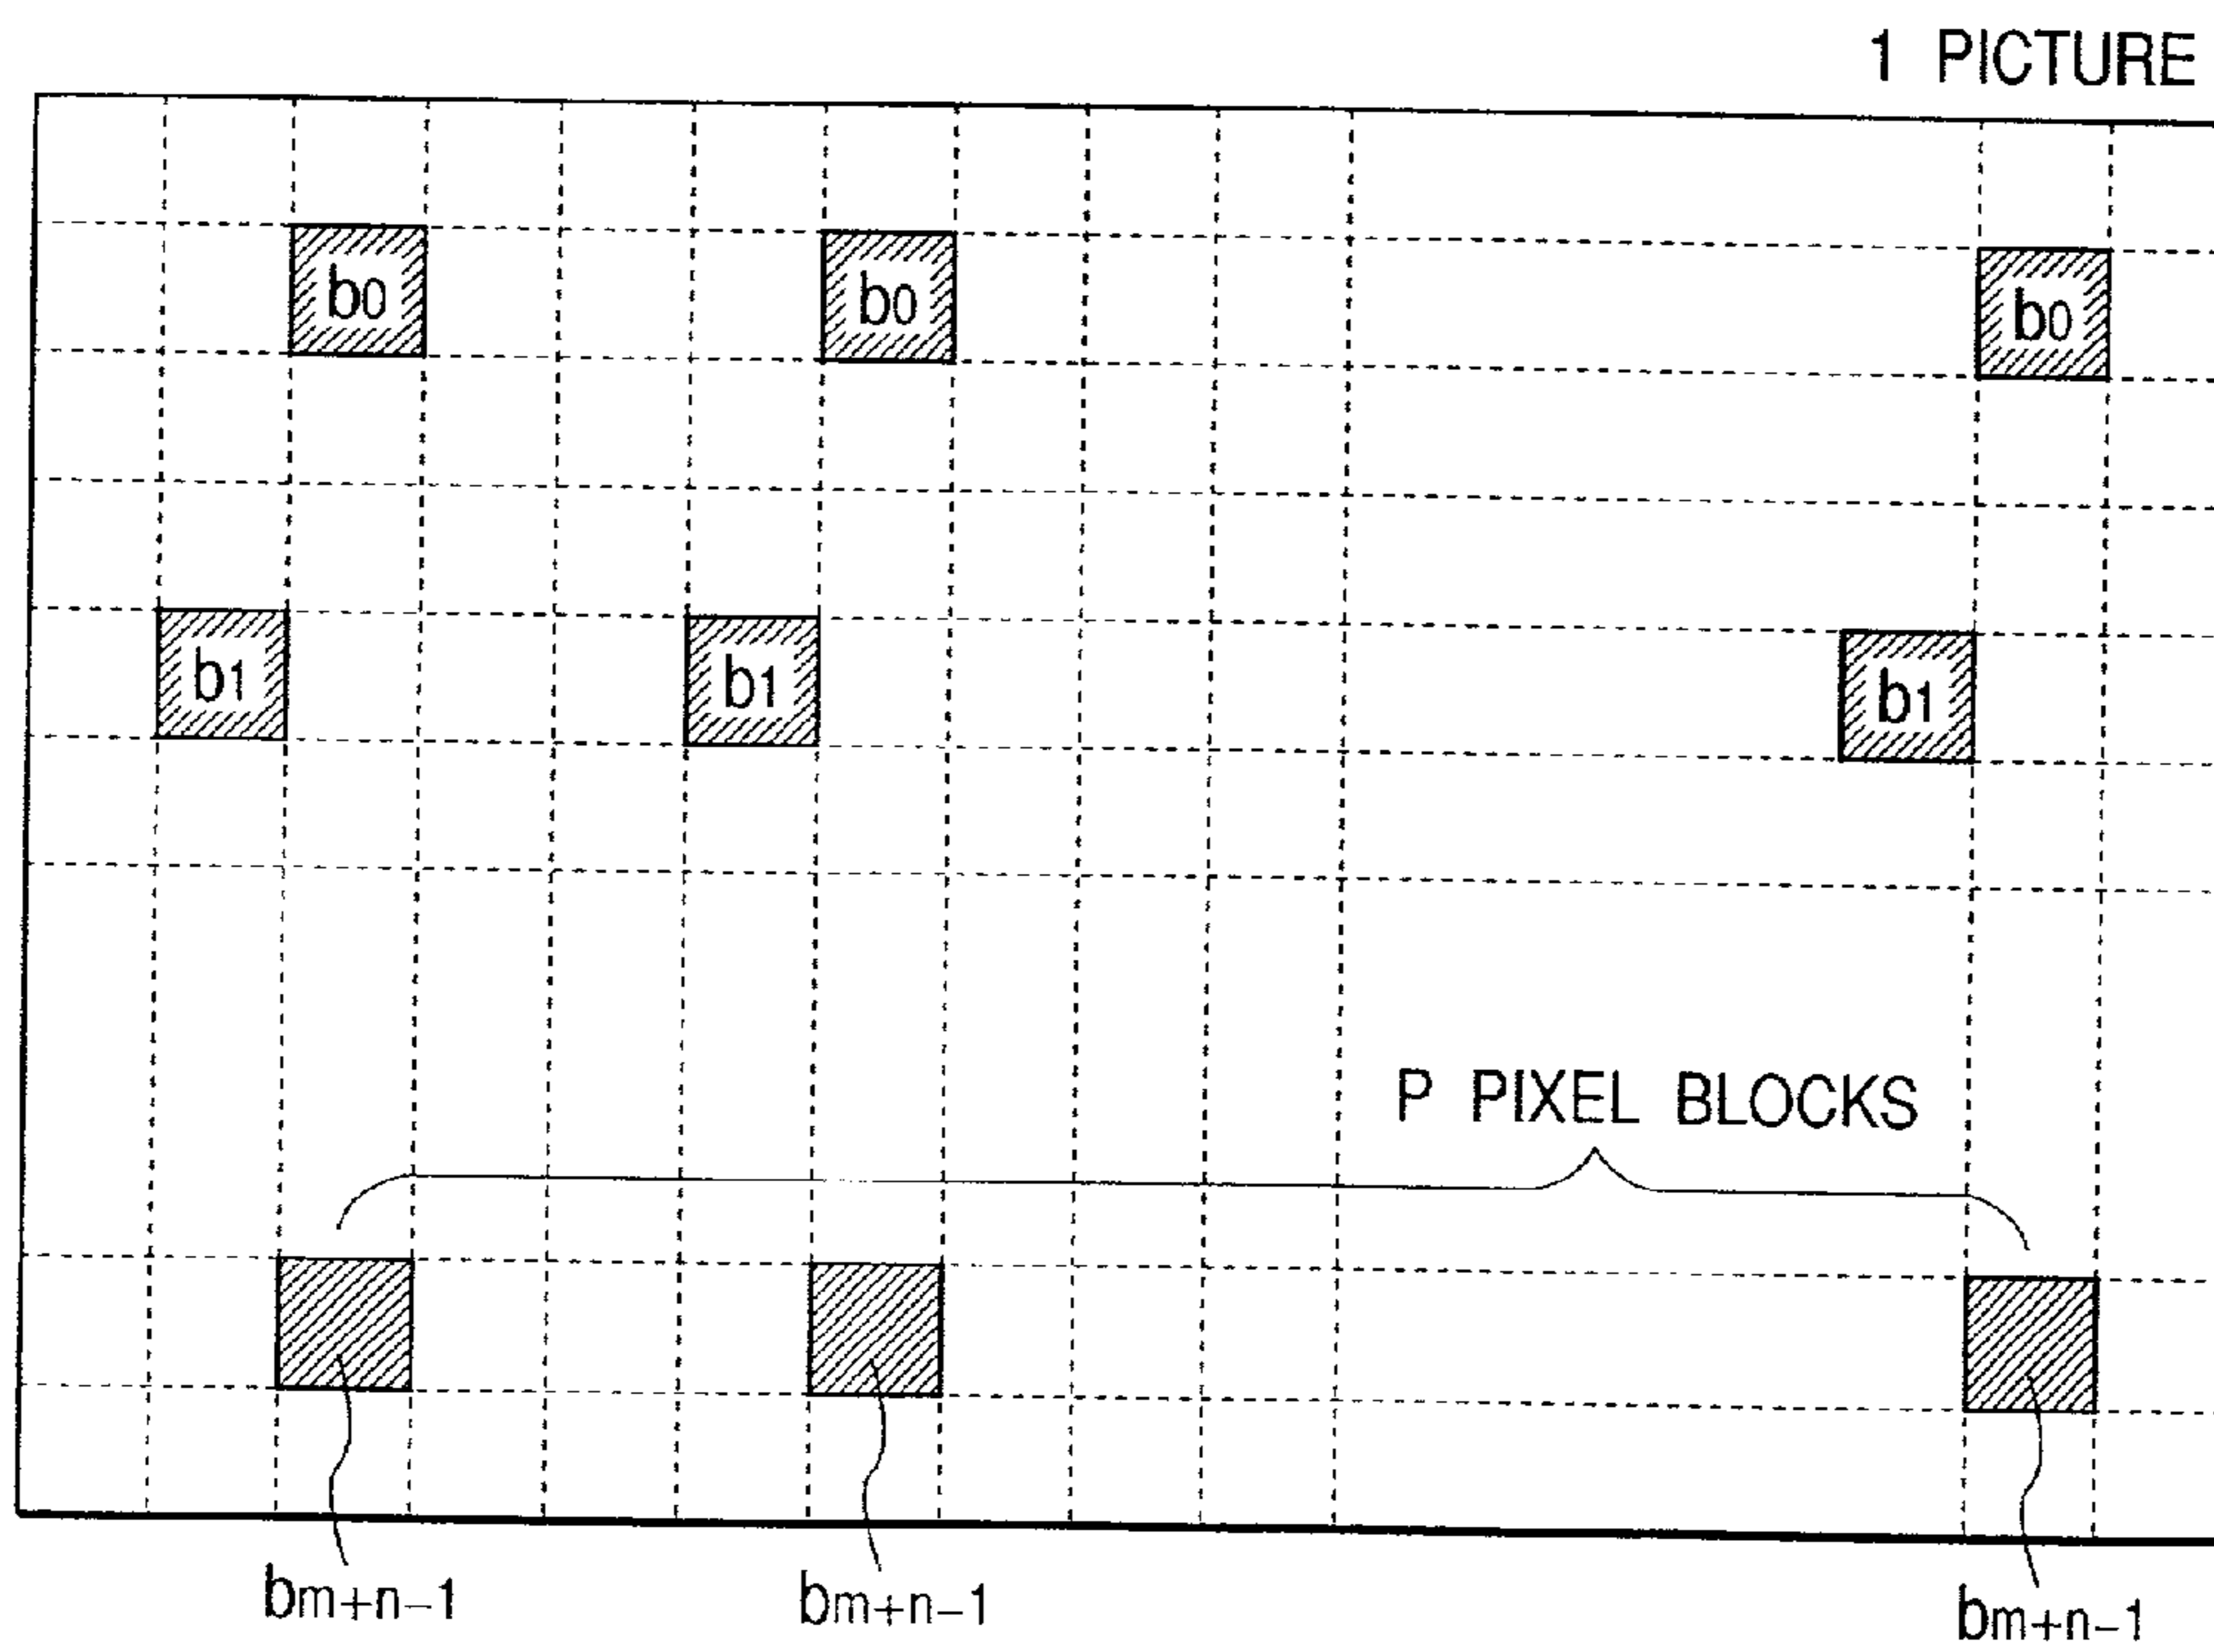 1 PICTURE
b0 b0 b0
b1 b1 b1
P PIXEL BLOCKS
bm+n-1 bm+n-1 bm+n-1